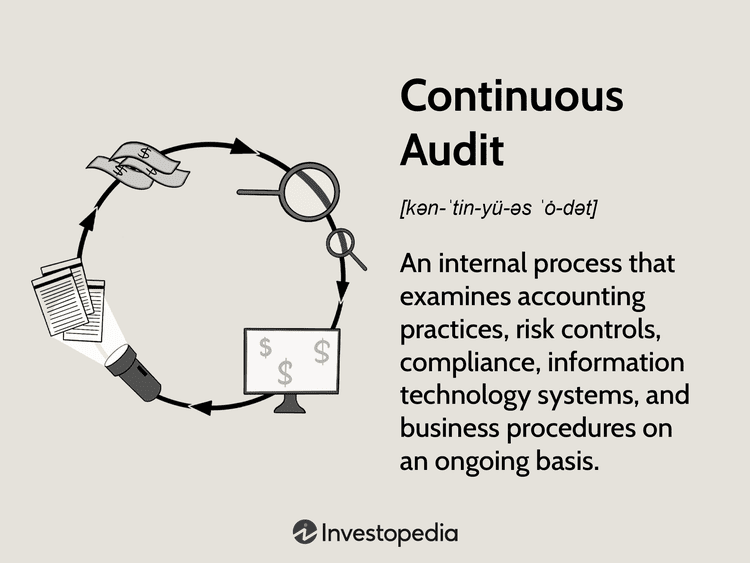 Continuous
Audit
[kən-ˈtin-yü-əs ˈȯ-dət]
An internal process that
examines accounting
practices, risk controls,
compliance, information
technology systems, and
business procedures on
an ongoing basis.
$ $
$ $
$
Investopedia